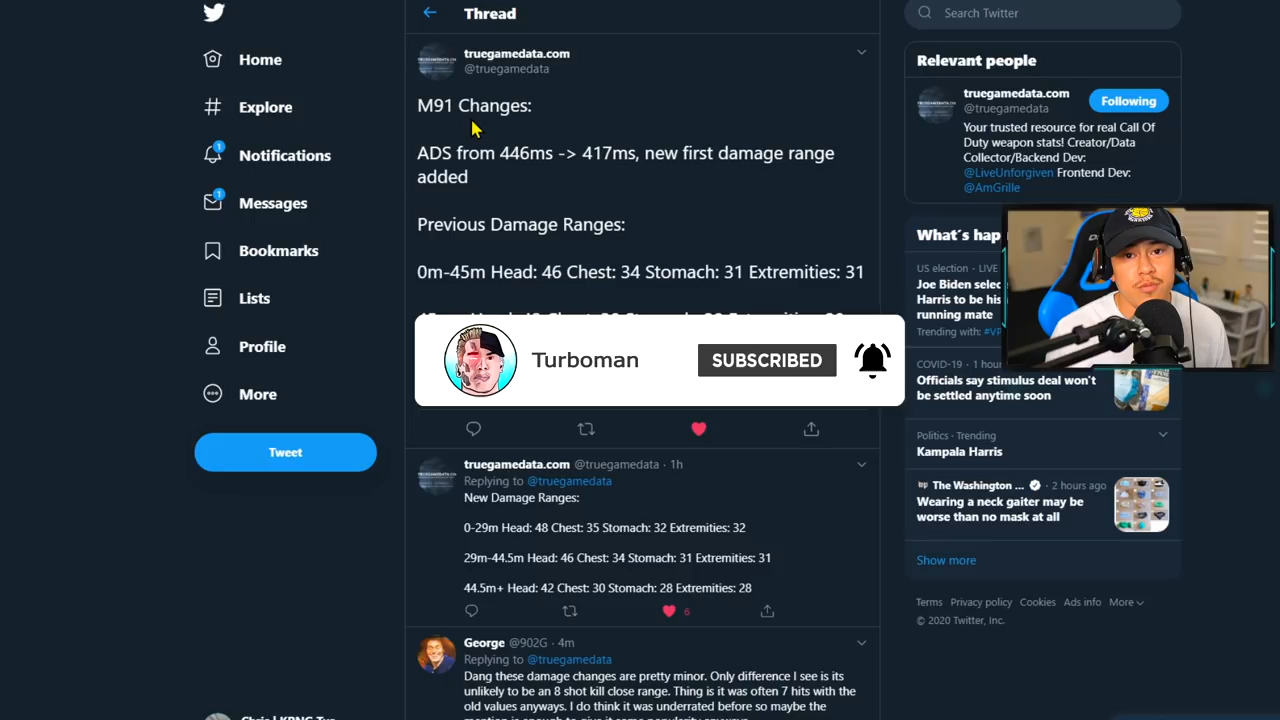 Home
Explore
1
Notifications
1
Messages
Bookmarks
Lists
Profile
More
Tweet
Thread
truegamedata.com
@truegamedata
M91 Changes:
ADS from 446ms -> 417ms, new first damage range
added
Previous Damage Ranges:
0m-45m Head: 46 Chest: 34 Stomach: 31 Extremities: 31
Turboman
SUBSCRIBED
truegamedata.com @truegamedata · 1h
Replying to @truegamedata
New Damage Ranges:
0-29m Head: 48 Chest: 35 Stomach: 32 Extremities: 32
29m-44.5m Head: 46 Chest: 34 Stomach: 31 Extremities: 31
44.5m+ Head: 42 Chest: 30 Stomach: 28 Extremities: 28
6
George @902G · 4m
Replying to @truegamedata
Dang these damage changes are pretty minor. Only difference I see is its
unlikely to be an 8 shot kill close range. Thing is it was often 7 hits with the
old values anyways. I do think it was underrated before so maybe the
Search Twitter
Relevant people
truegamedata.com
@truegamedata
Following
Your trusted resource for real Call Of
Duty weapon stats! Creator/Data
Collector/Backend Dev:
@LiveUnforgiven Frontend Dev:
@AmGrille
What's hap
US election · LIVE
Joe Biden selec
Harris to be his
running mate
Trending with:
COVID-19 · 1 hour
Officials say stimulus deal won't
be settled anytime soon
Politics · Trending
Kampala Harris
The Washington ... · 2 hours ago
Wearing a neck gaiter may be
worse than no mask at all
Show more
Terms Privacy policy Cookies Ads info More
© 2020 Twitter, Inc.